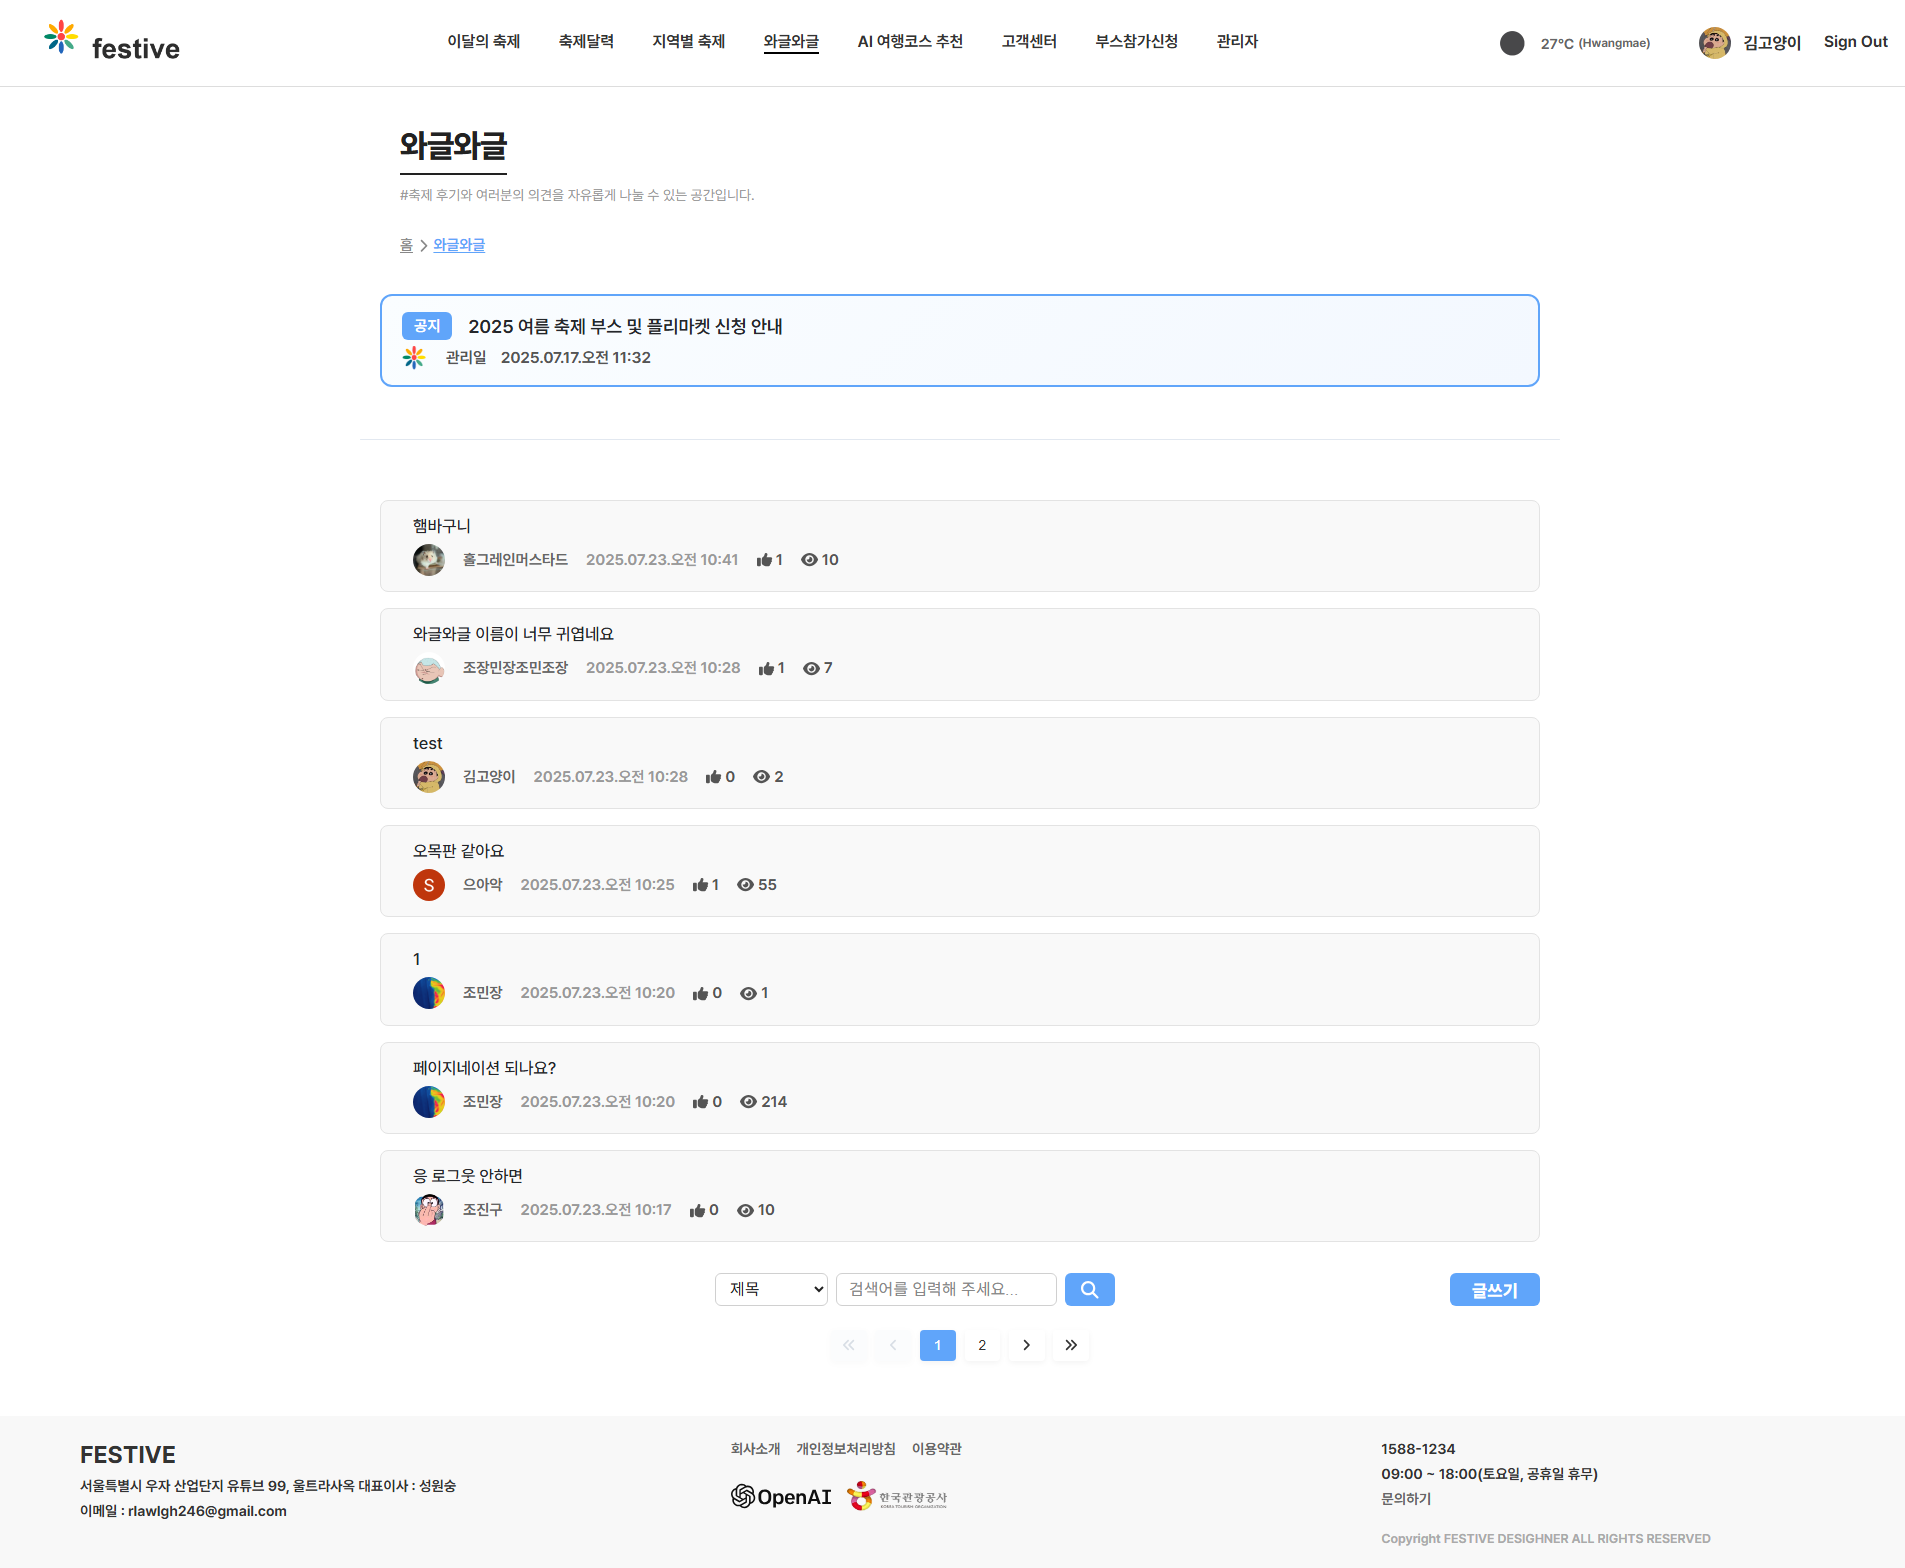 festive
이달의 축제 축제달력 지역별 축제 와글와글 AI 여행코스 추천 고객센터 부스참가신청 관리자
27°C (Hwangmae) 김고양이 Sign Out
와글와글
#축제 후기와 여러분의 의견을 자유롭게 나눌 수 있는 공간입니다.
홈 > 와글와글
공지 2025 여름 축제 부스 및 플리마켓 신청 안내
관리일 2025.07.17.오전 11:32
햄바구니
홀그레인머스타드 2025.07.23.오전 10:41 1 10
와글와글 이름이 너무 귀엽네요
조장민장조민조장 2025.07.23.오전 10:28 1 7
test
김고양이 2025.07.23.오전 10:28 0 2
오목판 같아요
S 으아악 2025.07.23.오전 10:25 1 55
1
조민장 2025.07.23.오전 10:20 0 1
페이지네이션 되나요?
조민장 2025.07.23.오전 10:20 0 214
응 로그웃 안하면
조진구 2025.07.23.오전 10:17 0 10
제목 검색어를 입력해 주세요... 글쓰기
« ‹ 1 2 › »
FESTIVE
서울특별시 우자 산업단지 유튜브 99, 울트라사옥 대표이사 : 성원숭
이메일 : rlawlgh246@gmail.com
회사소개 개인정보처리방침 이용약관
OpenAI 한국관광공사
KOREA TOURISM ORGANIZATION
1588-1234
09:00 ~ 18:00(토요일, 공휴일 휴무)
문의하기
Copyright FESTIVE DESIGHNER ALL RIGHTS RESERVED